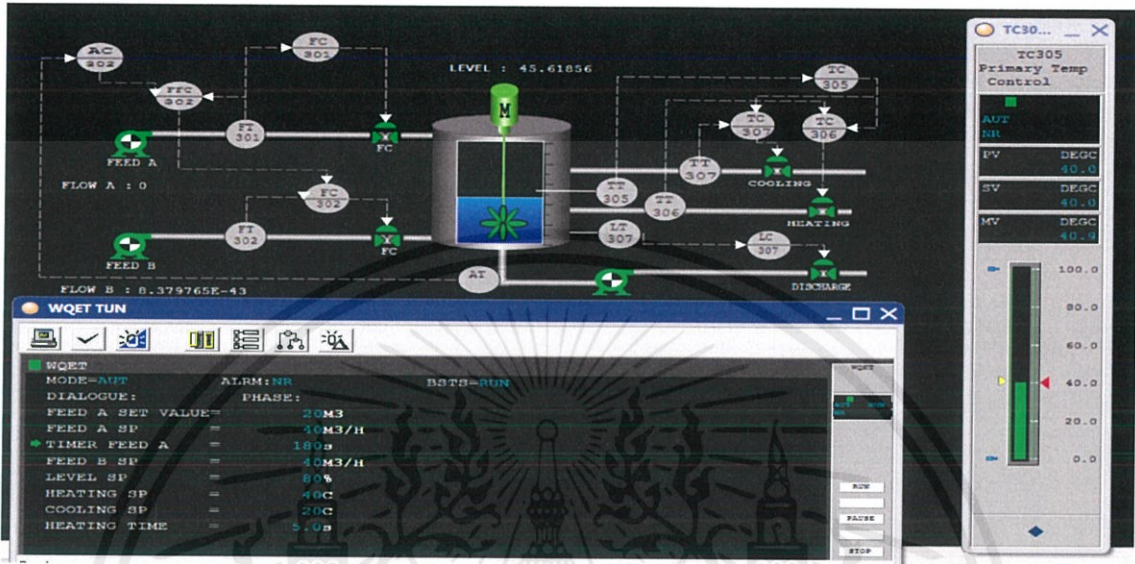 LEVEL : 45.61856
AC 302
FC 301
FFC 302
FT 301
FC
FEED A
FLOW A : 0
FC 302
FT 302
FC
FEED B
FLOW B : 8.379765E-43
M
AT
TC 305
TC 307
TC 306
TT 307
COOLING
TT 305
TT 306
HEATING
LT 307
LC 307
DISCHARGE
TC30...
TC305
Primary Temp
Control
AUT
NR
PV DEGC
40.0
SV DEGC
40.0
MV DEGC
40.9
100.0
80.0
60.0
40.0
20.0
0.0
WQET TUN
WQET
MODE=AUT ALRM:NR BSTS=RUN
DIALOGUE: PHASE:
FEED A SET VALUE= 20M3
FEED A SP = 40M3/H
TIMER FEED A = 180s
FEED B SP = 40M3/H
LEVEL SP = 80%
HEATING SP = 40C
COOLING SP = 20C
HEATING TIME = 5.0s
WQET
AUT RUN
NR
RUN
PAUSE
STOP